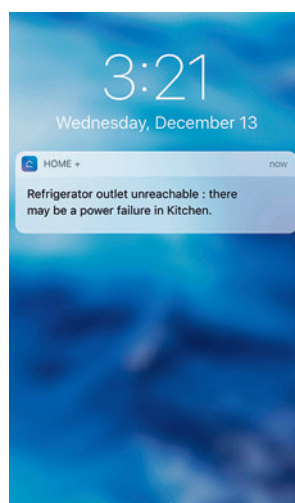 3:21
Wednesday, December 13
HOME + now
Refrigerator outlet unreachable : there
may be a power failure in Kitchen.